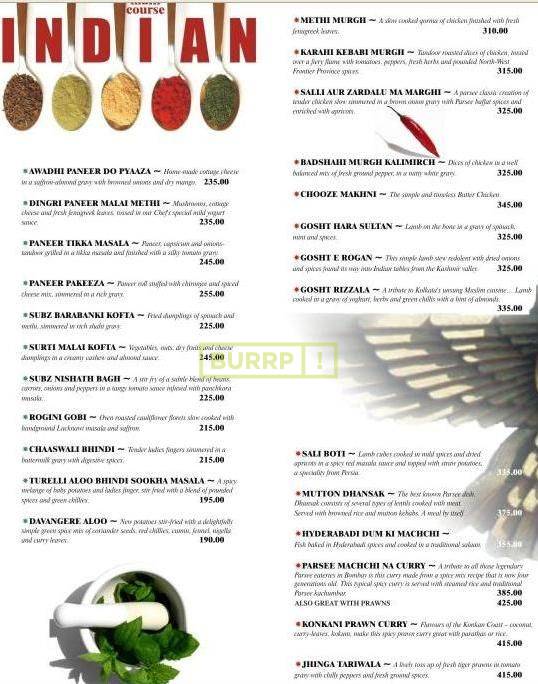 main
course
INDIAN
AWADHI PANEER DO PYAAZA ~ Home-made cottage cheese
in a saffron-almond gravy with browned onions and dry mango. 235.00
DINGRI PANEER MALAI METHI ~ Mushrooms, cottage
cheese and fresh fenugreek leaves, tossed in our Chef's special mild yogurt
sauce. 235.00
PANEER TIKKA MASALA ~ Paneer, capsicum and onions-
tandoor grilled in a tikka masala and finished with a silky tomato gravy.
245.00
PANEER PAKEEZA ~ Paneer roll stuffed with chironjee and spiced
cheese mix, simmered in a rich gravy. 255.00
SUBZ BARABANKI KOFTA ~ Fried dumplings of spinach and
methi, simmered in rich shahi gravy. 225.00
SURTI MALAI KOFTA ~ Vegetables, nuts, dry fruits and cheese
dumplings in a creamy cashew and almond sauce. 245.00
SUBZ NISHATH BAGH ~ A stir fry of a subtle blend of beans,
carrots, onions and peppers in a tangy tomato sauce infused with panchkora
masala. 225.00
ROGINI GOBI ~ Oven roasted cauliflower florets slow cooked with
handground Lucknawi masala and saffron. 215.00
CHAASWALI BHINDI ~ Tender ladies fingers simmered in a
buttermilk gravy with digestive spices. 215.00
TURELLI ALOO BHINDI SOOKHA MASALA ~ A spicy
melange of baby potatoes and ladies finger, stir fried with a blend of pounded
spices and green chillies. 195.00
DAVANGERE ALOO ~ New potatoes stir-fried with a delightfully
simple green spice mix of coriander seeds, red chillies, cumin, fennel, nigella
and curry leaves. 190.00
METHI MURGH ~ A slow cooked qorma of chicken finished with fresh
fenugreek leaves. 310.00
KARAHI KEBABI MURGH ~ Tandoor roasted dices of chicken, tossed
over a fiery flame with tomatoes, peppers, fresh herbs and pounded North-West
Frontier Province spices. 315.00
SALLI AUR ZARDALU MA MARGHI ~ A parsee classic creation of
tender chicken slow simmered in a brown onion gravy with Parsee baffat spices and
enriched with apricots. 325.00
BADSHAHI MURGH KALIMIRCH ~ Dices of chicken in a well
balanced mix of fresh ground pepper, in a nutty white gravy. 325.00
CHOOZE MAKHNI ~ The simple and timeless Butter Chicken
345.00
GOSHT HARA SULTAN ~ Lamb on the bone in a gravy of spinach,
mint and spices. 325.00
GOSHT E ROGAN ~ This simple lamb stew redolent with dried onions
and spices found its way into Indian tables from the Kashmir valley. 325.00
GOSHT RIZZALA ~ A tribute to Kolkata's unsung Muslim cuisine... Lamb
cooked in a gravy of yoghurt, herbs and green chillis with a hint of almonds.
335.00
SALI BOTI ~ Lamb cubes cooked in mild spices and dried
apricots in a spicy red masala sauce and topped with straw potatoes,
a speciality from Persia. 335.00
MUTTON DHANSAK ~ The best known Parsee dish.
Dhansak consists of several types of lentils cooked with meat.
Served with browned rice and mutton kebabs. A meal by itself 375.00
HYDERABADI DUM KI MACHCHI ~
Fish baked in Hyderabadi spices and cooked in a traditional salan. 355.00
PARSEE MACHCHI NA CURRY ~ A tribute to all those legendary
Parsee eateries in Bombay is this curry made from a spice mix recipe that is now four
generations old. This typical spicy curry is served with steamed rice and traditional
Parsee kachumbar. 385.00
ALSO GREAT WITH PRAWNS 425.00
KONKANI PRAWN CURRY ~ Flavours of the Konkan Coast – coconut,
curry-leaves, kokum, make this spicy prawn curry great with parathas or rice.
415.00
JHINGA TARIWALA ~ A lively toss up of fresh tiger prawns in tomato
gravy with chilly peppers and fresh ground spices. 415.00
BURRP!